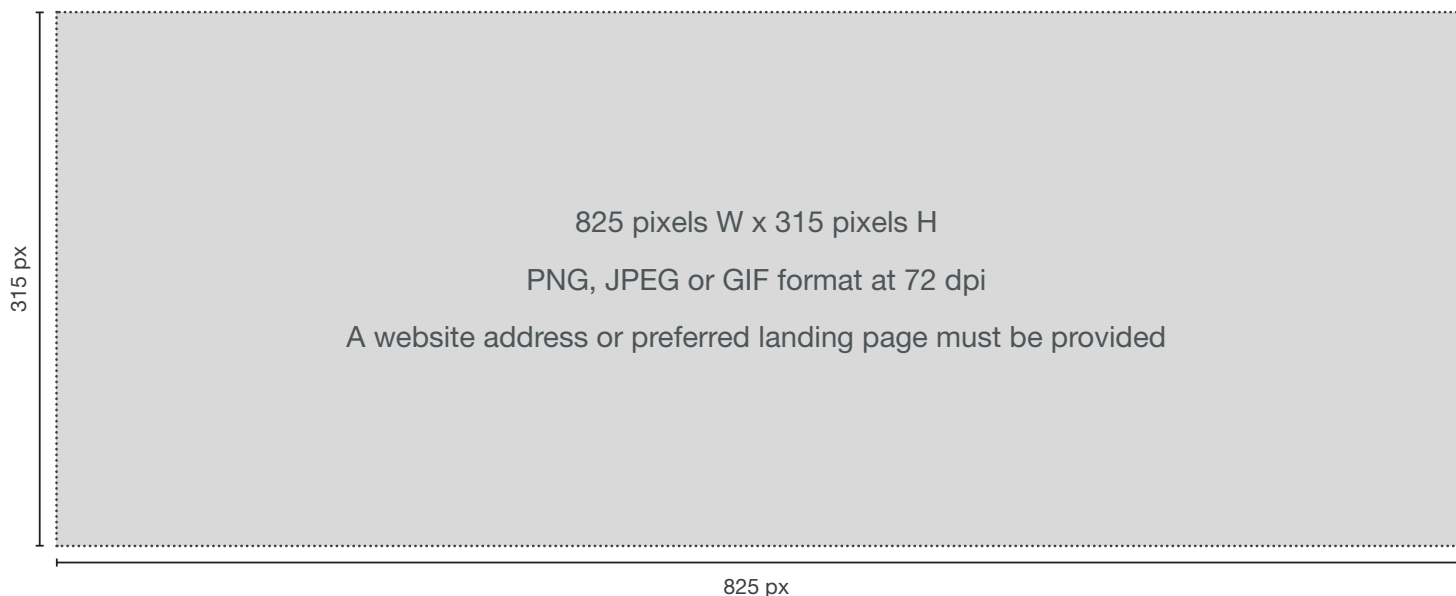 825 pixels W x 315 pixels H
PNG, JPEG or GIF format at 72 dpi
A website address or preferred landing page must be provided
315 px
825 px